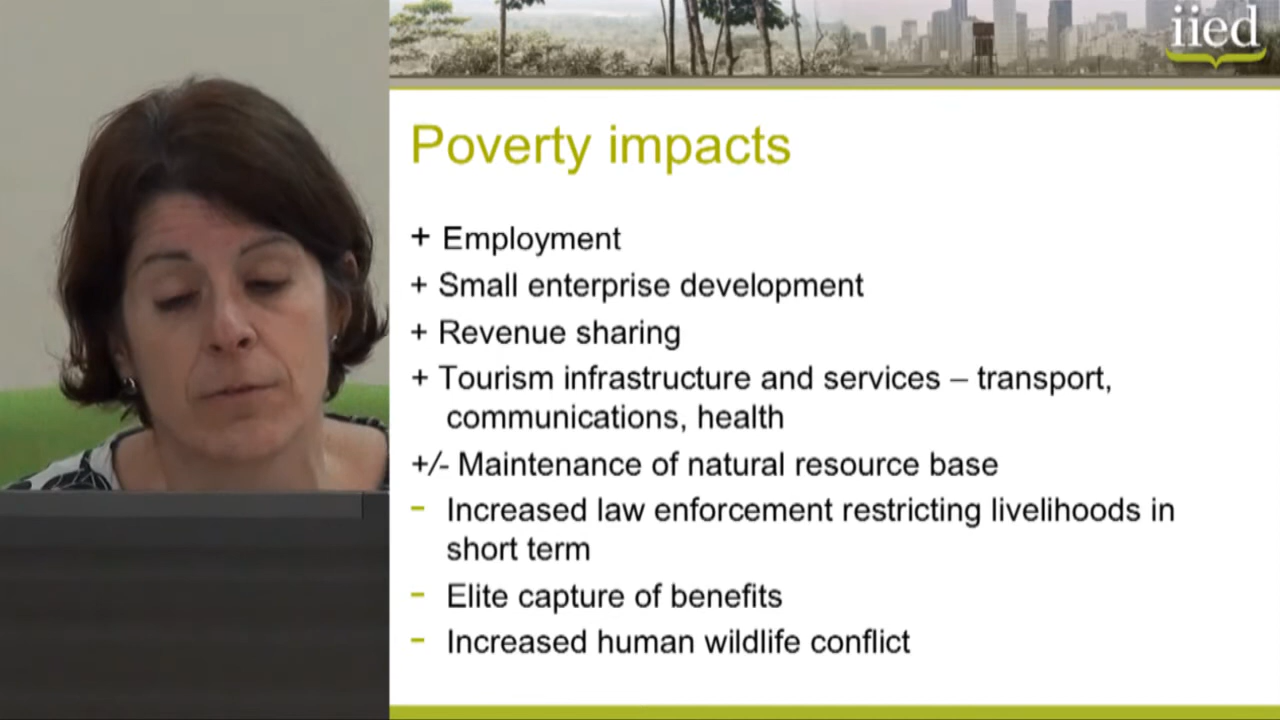 iied
Poverty impacts
+ Employment
+ Small enterprise development
+ Revenue sharing
+ Tourism infrastructure and services – transport,
communications, health
+/- Maintenance of natural resource base
- Increased law enforcement restricting livelihoods in
short term
- Elite capture of benefits
- Increased human wildlife conflict